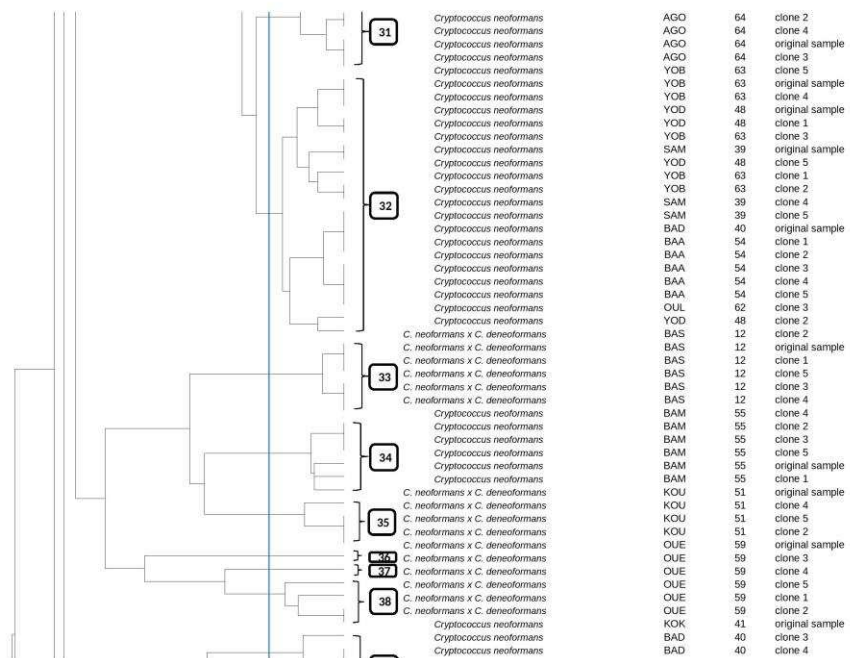 Cryptococcus neoformans AGO 64 clone 2
31 Cryptococcus neoformans AGO 64 clone 4
Cryptococcus neoformans AGO 64 original sample
Cryptococcus neoformans AGO 64 clone 3
Cryptococcus neoformans YOB 63 clone 5
Cryptococcus neoformans YOB 63 original sample
Cryptococcus neoformans YOB 63 clone 4
Cryptococcus neoformans YOD 48 original sample
Cryptococcus neoformans YOD 48 clone 1
Cryptococcus neoformans YOB 63 clone 3
Cryptococcus neoformans SAM 39 original sample
Cryptococcus neoformans YOD 48 clone 5
Cryptococcus neoformans YOB 63 clone 1
Cryptococcus neoformans YOB 63 clone 2
32 Cryptococcus neoformans SAM 39 clone 4
Cryptococcus neoformans SAM 39 clone 5
Cryptococcus neoformans BAD 40 original sample
Cryptococcus neoformans BAA 54 clone 1
Cryptococcus neoformans BAA 54 clone 2
Cryptococcus neoformans BAA 54 clone 3
Cryptococcus neoformans BAA 54 clone 4
Cryptococcus neoformans BAA 54 clone 5
Cryptococcus neoformans OUL 62 clone 3
Cryptococcus neoformans YOD 48 clone 2
C. neoformans x C. deneoformans BAS 12 clone 2
C. neoformans x C. deneoformans BAS 12 original sample
C. neoformans x C. deneoformans BAS 12 clone 1
33 C. neoformans x C. deneoformans BAS 12 clone 5
C. neoformans x C. deneoformans BAS 12 clone 3
C. neoformans x C. deneoformans BAS 12 clone 4
Cryptococcus neoformans BAM 55 clone 4
Cryptococcus neoformans BAM 55 clone 2
Cryptococcus neoformans BAM 55 clone 3
34 Cryptococcus neoformans BAM 55 clone 5
Cryptococcus neoformans BAM 55 original sample
Cryptococcus neoformans BAM 55 clone 1
C. neoformans x C. deneoformans KOU 51 original sample
C. neoformans x C. deneoformans KOU 51 clone 4
35 C. neoformans x C. deneoformans KOU 51 clone 5
C. neoformans x C. deneoformans KOU 51 clone 2
C. neoformans x C. deneoformans OUE 59 original sample
36 C. neoformans x C. deneoformans OUE 59 clone 3
37 C. neoformans x C. deneoformans OUE 59 clone 4
C. neoformans x C. deneoformans OUE 59 clone 5
38 C. neoformans x C. deneoformans OUE 59 clone 1
C. neoformans x C. deneoformans OUE 59 clone 2
Cryptococcus neoformans KOK 41 original sample
Cryptococcus neoformans BAD 40 clone 3
Cryptococcus neoformans BAD 40 clone 4